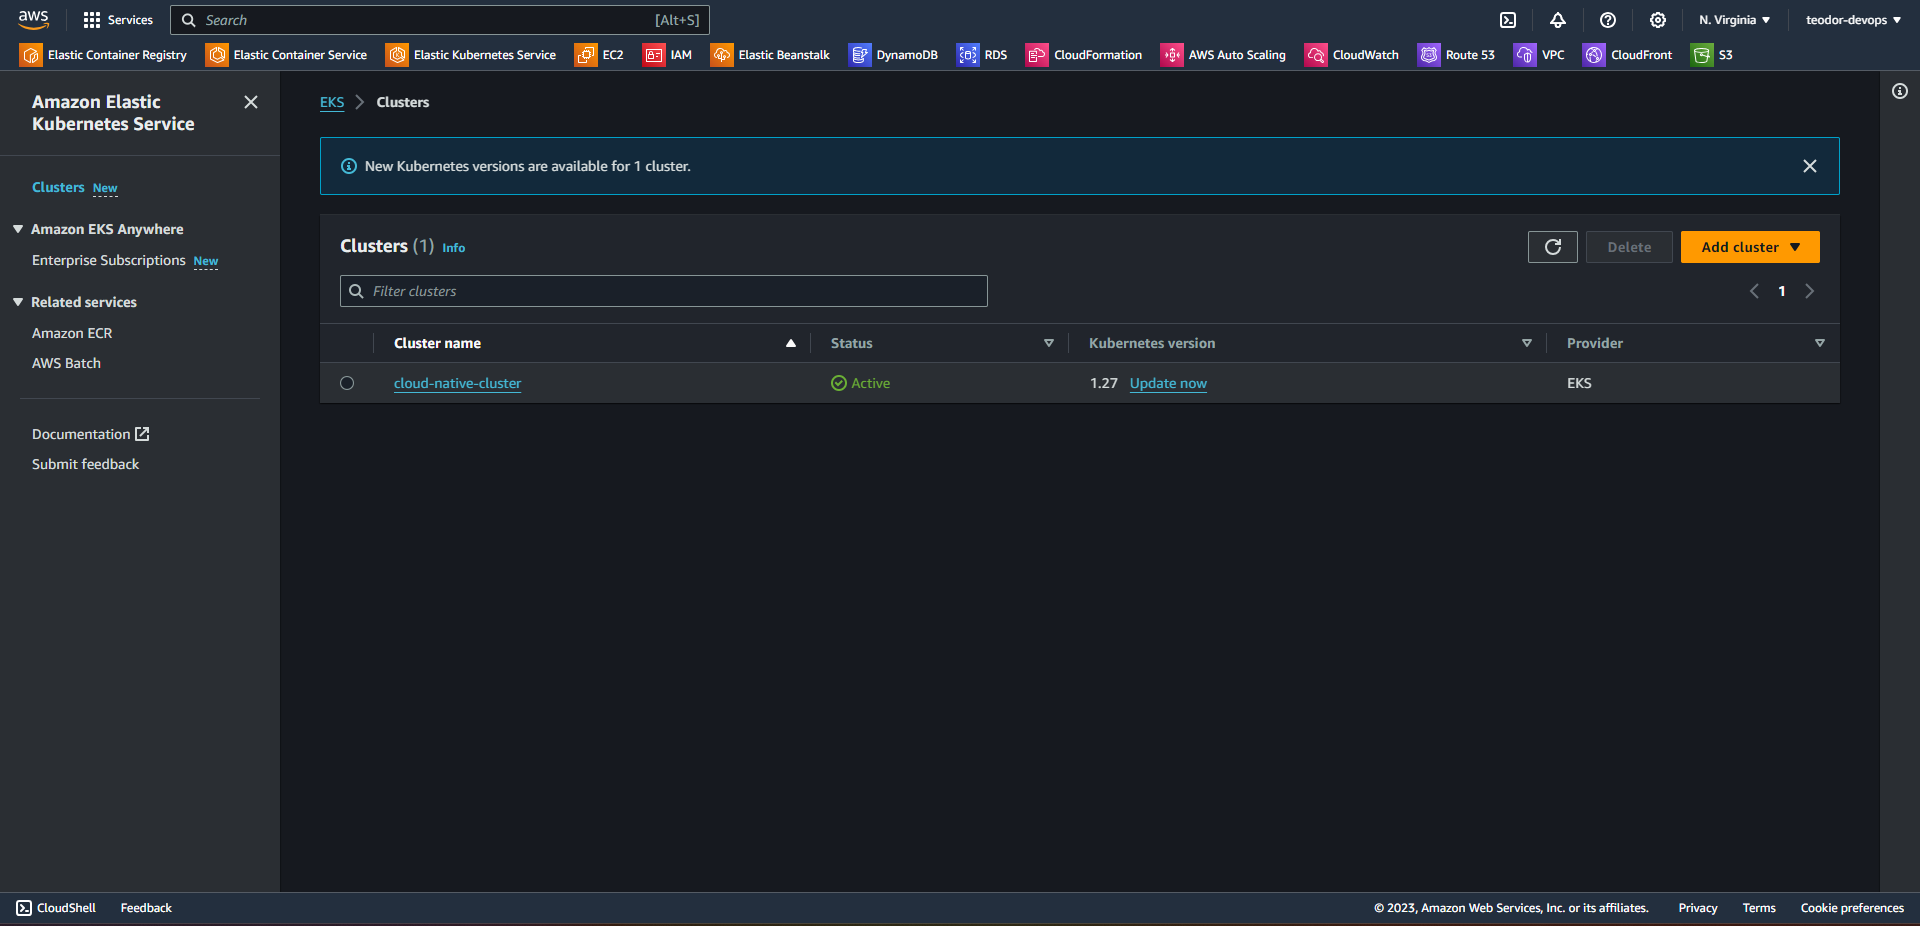 aws Services Search [Alt+S] N. Virginia teodor-devops
Elastic Container Registry Elastic Container Service Elastic Kubernetes Service EC2 IAM Elastic Beanstalk DynamoDB RDS CloudFormation AWS Auto Scaling CloudWatch Route 53 VPC CloudFront S3
Amazon Elastic
Kubernetes Service
Clusters New
Amazon EKS Anywhere
Enterprise Subscriptions New
Related services
Amazon ECR
AWS Batch
Documentation
Submit feedback
EKS Clusters
New Kubernetes versions are available for 1 cluster.
Clusters (1) Info Delete Add cluster
Filter clusters 1
Cluster name Status Kubernetes version Provider
cloud-native-cluster Active 1.27 Update now EKS
CloudShell Feedback © 2023, Amazon Web Services, Inc. or its affiliates. Privacy Terms Cookie preferences